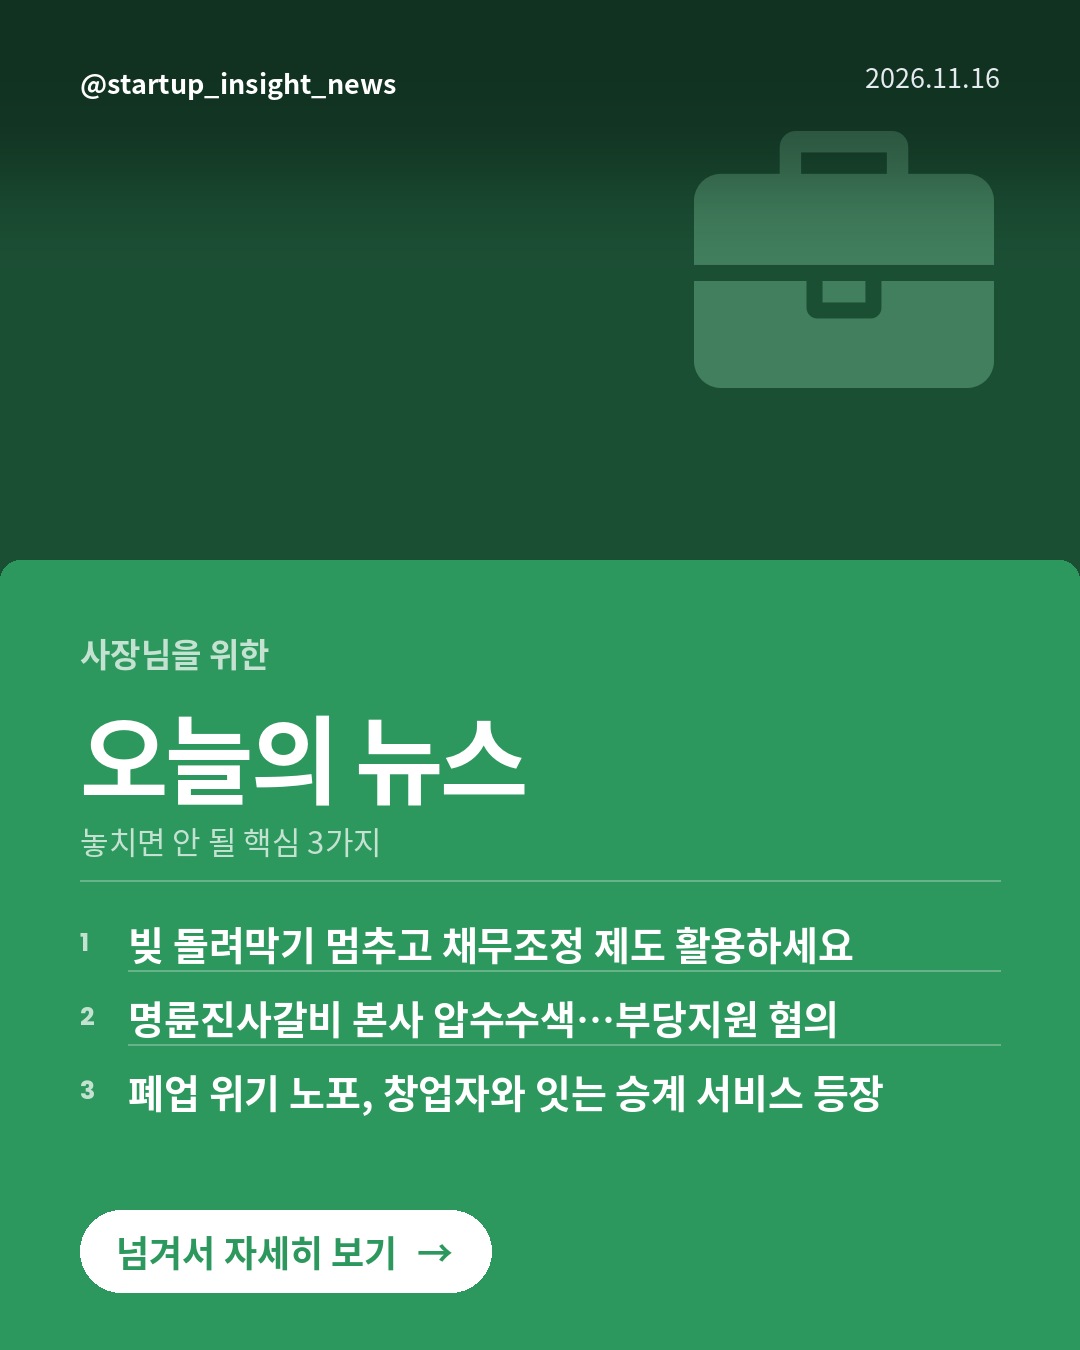 @startup_insight_news
2026.11.16
사장님을 위한
오늘의 뉴스
놓치면 안 될 핵심 3가지
1 빚 돌려막기 멈추고 채무조정 제도 활용하세요
2 명륜진사갈비 본사 압수수색…부당지원 혐의
3 폐업 위기 노포, 창업자와 잇는 승계 서비스 등장
넘겨서 자세히 보기 →